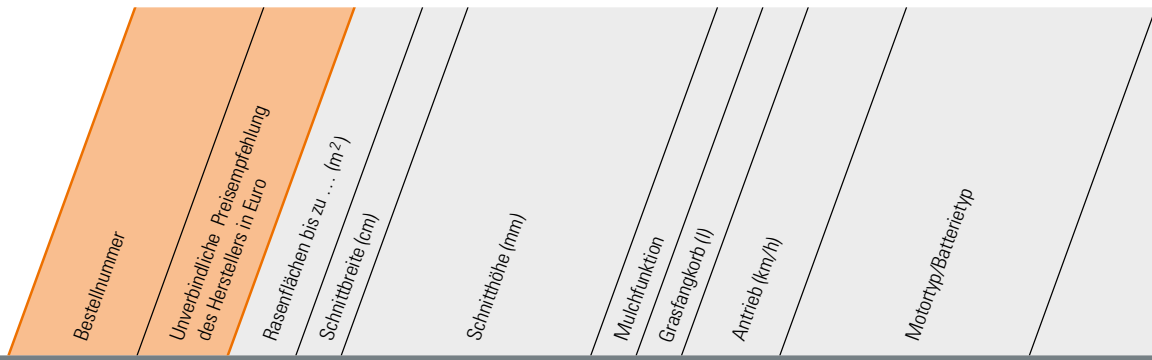 Bestellnummer
Unverbindliche Preisempfehlung
des Herstellers in Euro
Rasenflächen bis zu … (m²)
Schnittbreite (cm)
Schnitthöhe (mm)
Mulchfunktion
Grasfangkorb (l)
Antrieb (km/h)
Motortyp/Batterietyp